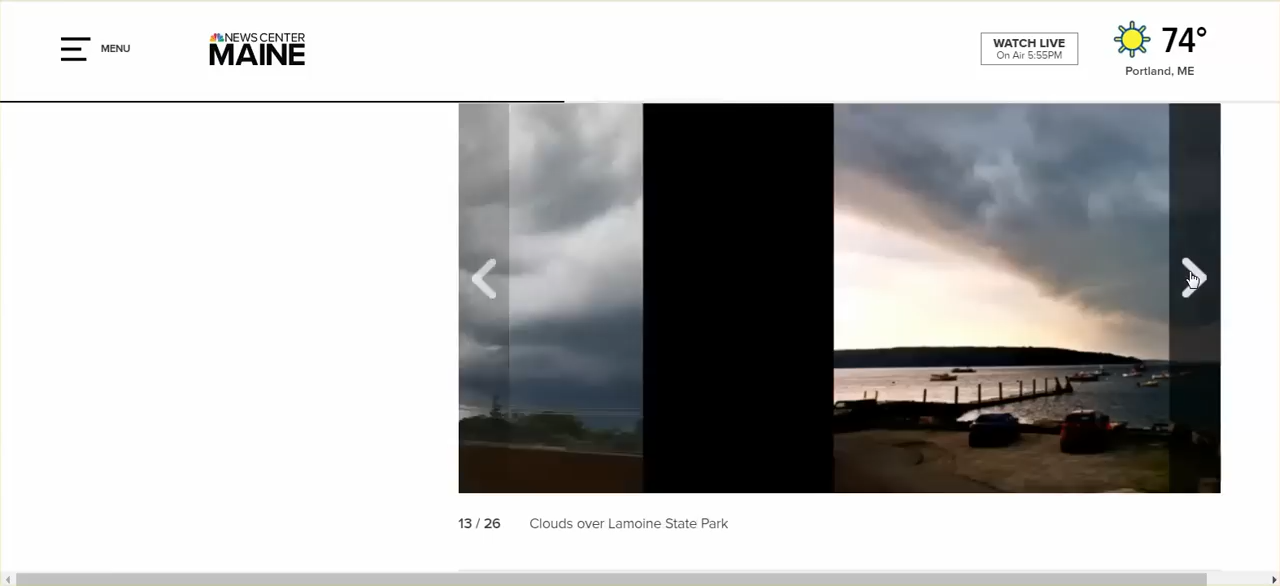 MENU
NEWS CENTER
MAINE
WATCH LIVE
On Air 5:55PM
74°
Portland, ME
13 / 26 Clouds over Lamoine State Park